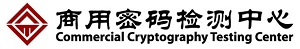 商用密码检测中心
Commercial Cryptography Testing Center